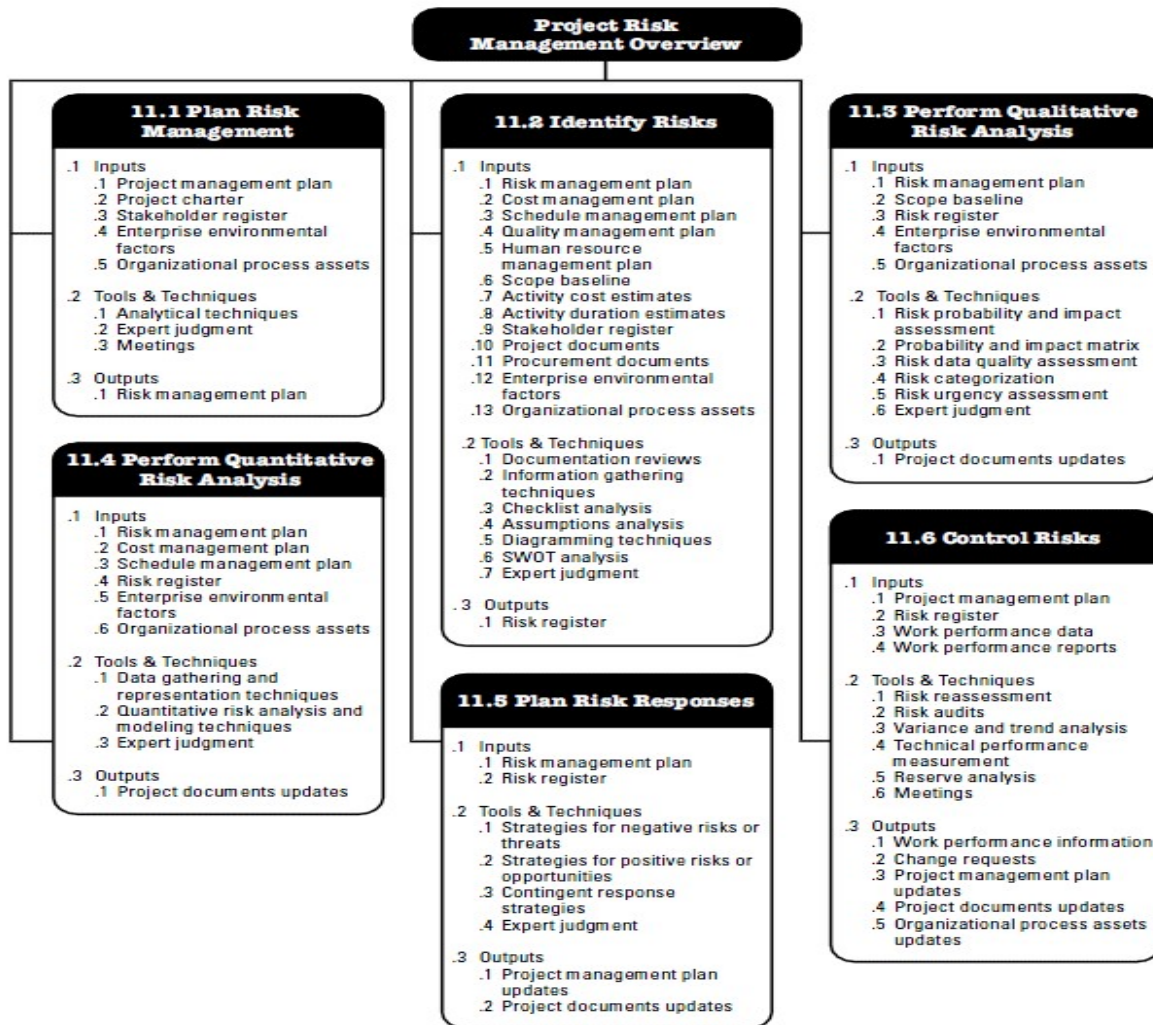 Project Risk
Management Overview
11.1 Plan Risk
Management
.1 Inputs
.1 Project management plan
.2 Project charter
.3 Stakeholder register
.4 Enterprise environmental
factors
.5 Organizational process assets
.2 Tools & Techniques
.1 Analytical techniques
.2 Expert judgment
.3 Meetings
.3 Outputs
.1 Risk management plan
11.2 Identify Risks
.1 Inputs
.1 Risk management plan
.2 Cost management plan
.3 Schedule management plan
.4 Quality management plan
.5 Human resource
management plan
.6 Scope baseline
.7 Activity cost estimates
.8 Activity duration estimates
.9 Stakeholder register
.10 Project documents
.11 Procurement documents
.12 Enterprise environmental
factors
.13 Organizational process assets
.2 Tools & Techniques
.1 Documentation reviews
.2 Information gathering
techniques
.3 Checklist analysis
.4 Assumptions analysis
.5 Diagramming techniques
.6 SWOT analysis
.7 Expert judgment
.3 Outputs
.1 Risk register
11.3 Perform Qualitative
Risk Analysis
.1 Inputs
.1 Risk management plan
.2 Scope baseline
.3 Risk register
.4 Enterprise environmental
factors
.5 Organizational process assets
.2 Tools & Techniques
.1 Risk probability and impact
assessment
.2 Probability and impact matrix
.3 Risk data quality assessment
.4 Risk categorization
.5 Risk urgency assessment
.6 Expert judgment
.3 Outputs
.1 Project documents updates
11.4 Perform Quantitative
Risk Analysis
.1 Inputs
.1 Risk management plan
.2 Cost management plan
.3 Schedule management plan
.4 Risk register
.5 Enterprise environmental
factors
.6 Organizational process assets
.2 Tools & Techniques
.1 Data gathering and
representation techniques
.2 Quantitative risk analysis and
modeling techniques
.3 Expert judgment
.3 Outputs
.1 Project documents updates
11.5 Plan Risk Responses
.1 Inputs
.1 Risk management plan
.2 Risk register
.2 Tools & Techniques
.1 Strategies for negative risks or
threats
.2 Strategies for positive risks or
opportunities
.3 Contingent response
strategies
.4 Expert judgment
.3 Outputs
.1 Project management plan
updates
.2 Project documents updates
11.6 Control Risks
.1 Inputs
.1 Project management plan
.2 Risk register
.3 Work performance data
.4 Work performance reports
.2 Tools & Techniques
.1 Risk reassessment
.2 Risk audits
.3 Variance and trend analysis
.4 Technical performance
measurement
.5 Reserve analysis
.6 Meetings
.3 Outputs
.1 Work performance information
.2 Change requests
.3 Project management plan
updates
.4 Project documents updates
.5 Organizational process assets
updates